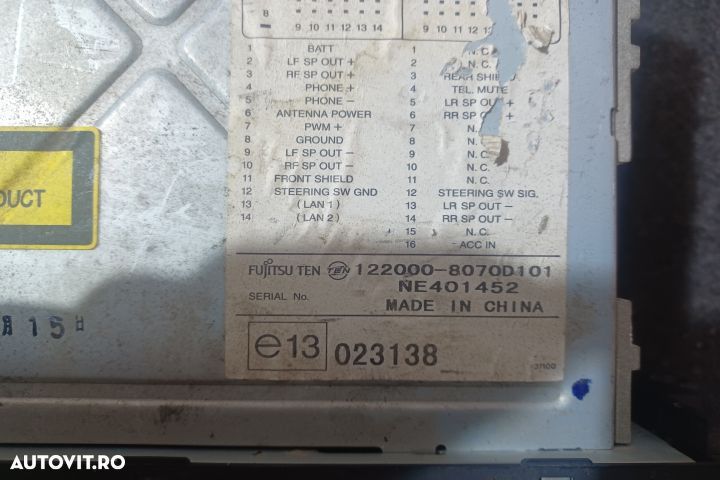 8
9 10 11 12 13 14
9 10 11 12 13
1 BATT
2 LF SP OUT +
3 RF SP OUT +
4 PHONE +
5 PHONE −
6 ANTENNA POWER
7 PWM +
8 GROUND
9 LF SP OUT −
10 RF SP OUT −
11 FRONT SHIELD
12 STEERING SW GND
13 ( LAN 1 )
14 ( LAN 2 )
1 N. C.
2 N. C.
3 REAR SHIELD
4 TEL. MUTE
5 LR SP OUT +
6 RR SP OUT +
7 N.
8 N.
9 N. C.
10 N. C.
11 N. C.
12 STEERING SW SIG.
13 LR SP OUT −
14 RR SP OUT −
15 N. C.
16 ACC IN
DUCT
FUJITSU TEN TEN 122000-8070D101
NE401452
SERIAL No.
MADE IN CHINA
e13 023138
月15日
AUTOVIT.RO